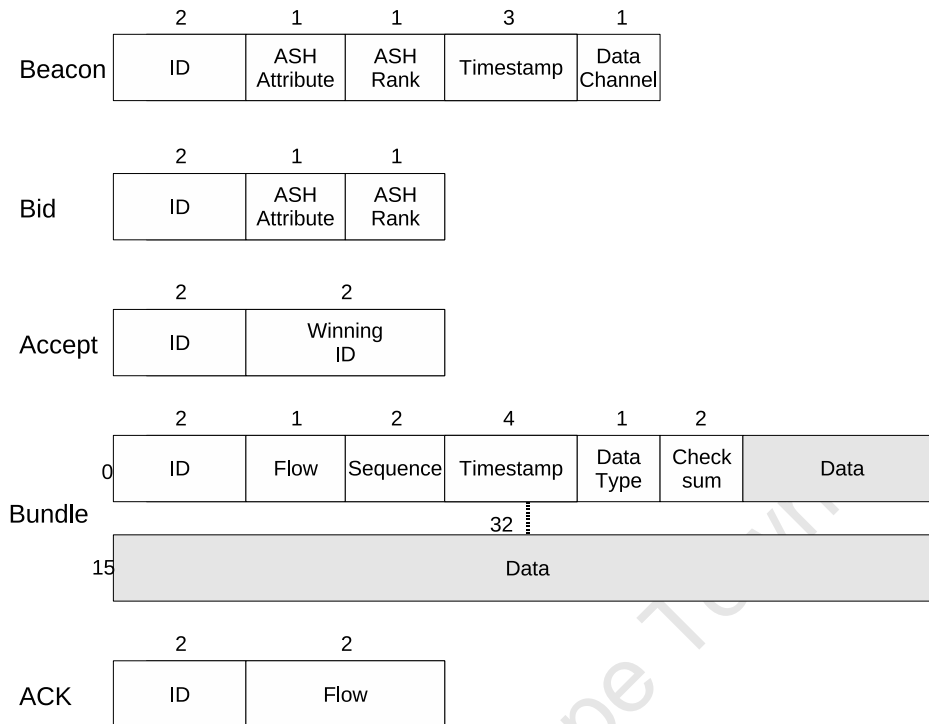 2 1 1 3 1
Beacon ID ASH Attribute ASH Rank Timestamp Data Channel
2 1 1
Bid ID ASH Attribute ASH Rank
2 2
Accept ID Winning ID
2 1 2 4 1 2
0 ID Flow Sequence Timestamp Data Type Check sum Data
Bundle
32
15 Data
2 2
ACK ID Flow